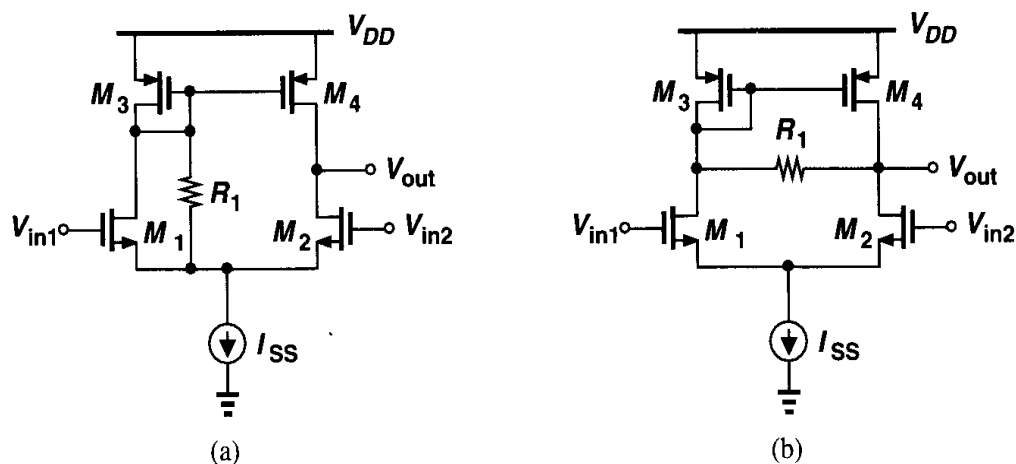 V_DD
M_3
M_4
R_1
V_out
V_in1
M_1
M_2
V_in2
I_SS
(a)
V_DD
M_3
M_4
R_1
V_out
V_in1
M_1
M_2
V_in2
I_SS
(b)